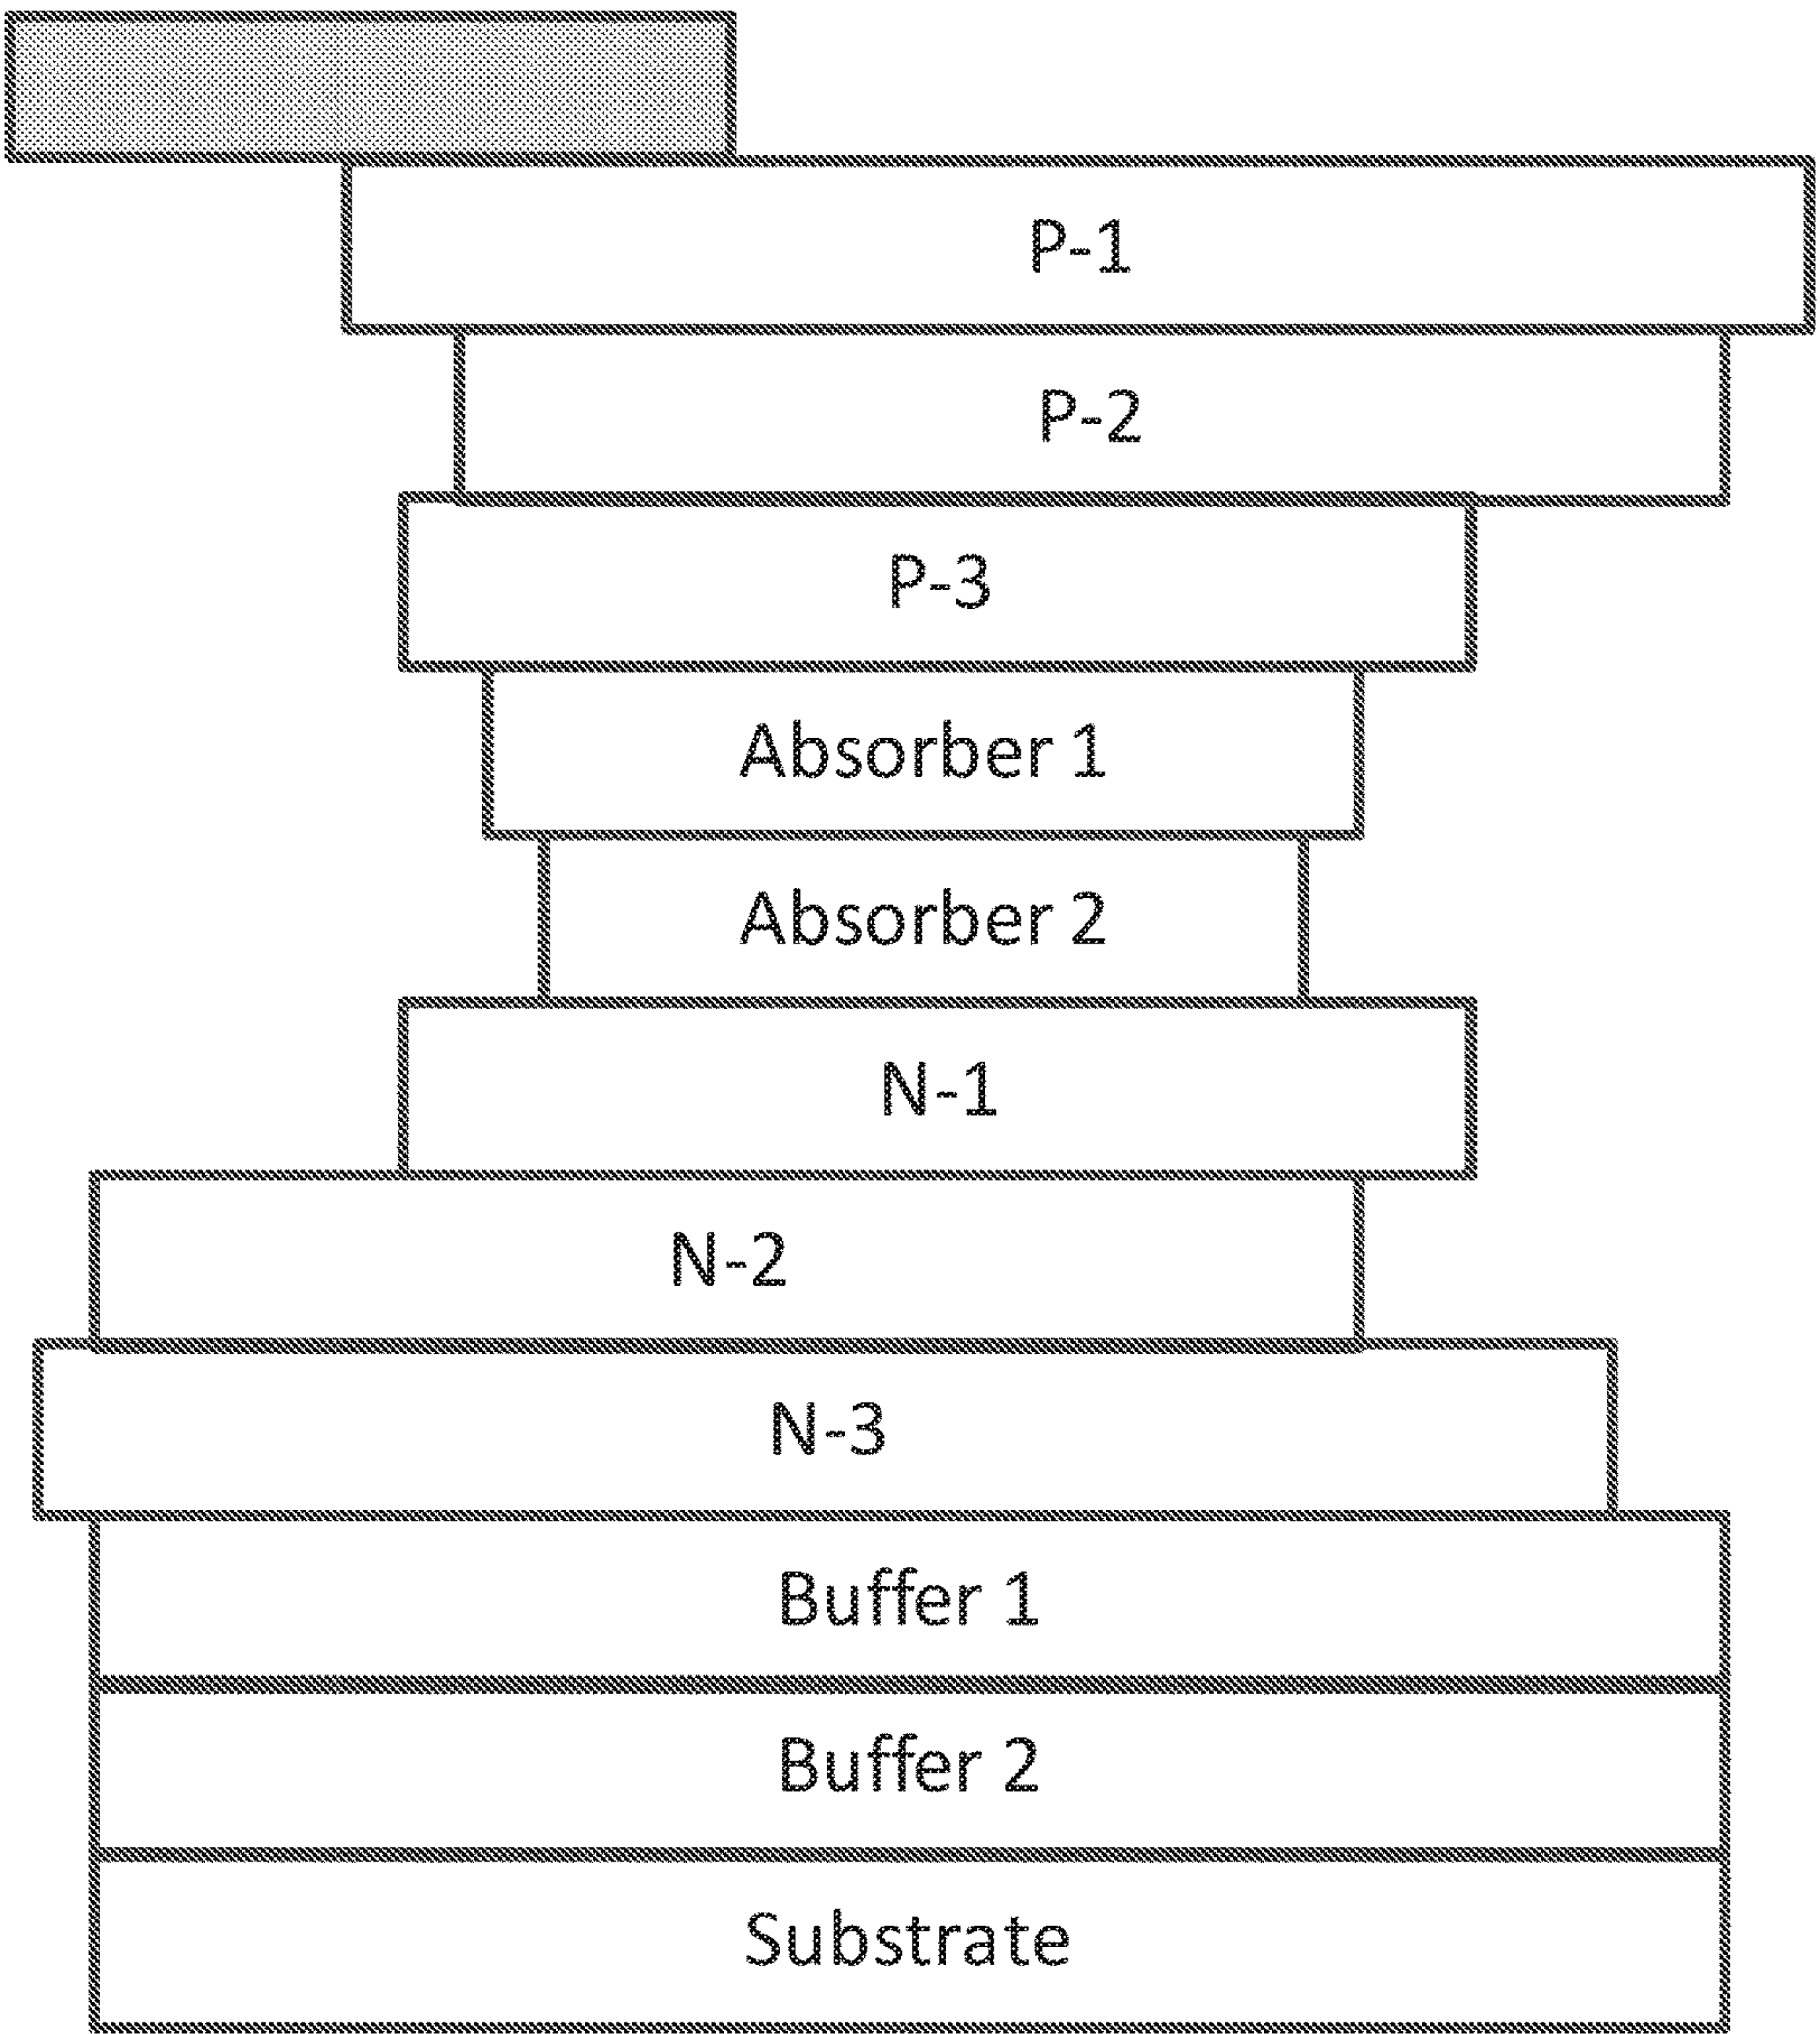 P-1
P-2
P-3
Absorber 1
Absorber 2
N-1
N-2
N-3
Buffer 1
Buffer 2
Substrate